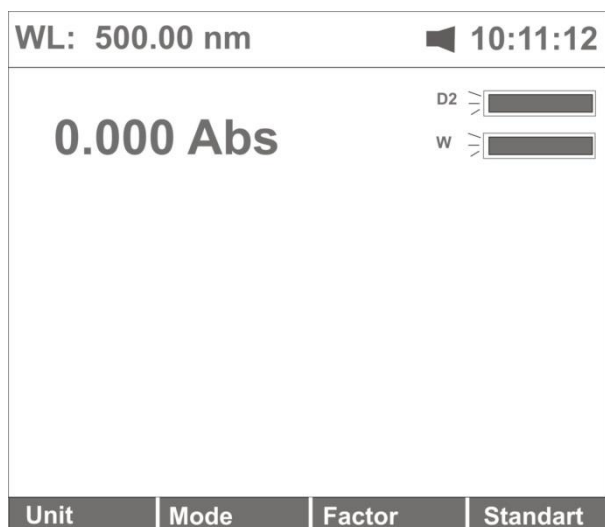 WL: 500.00 nm 10:11:12
D2
0.000 Abs
W
Unit Mode Factor Standart